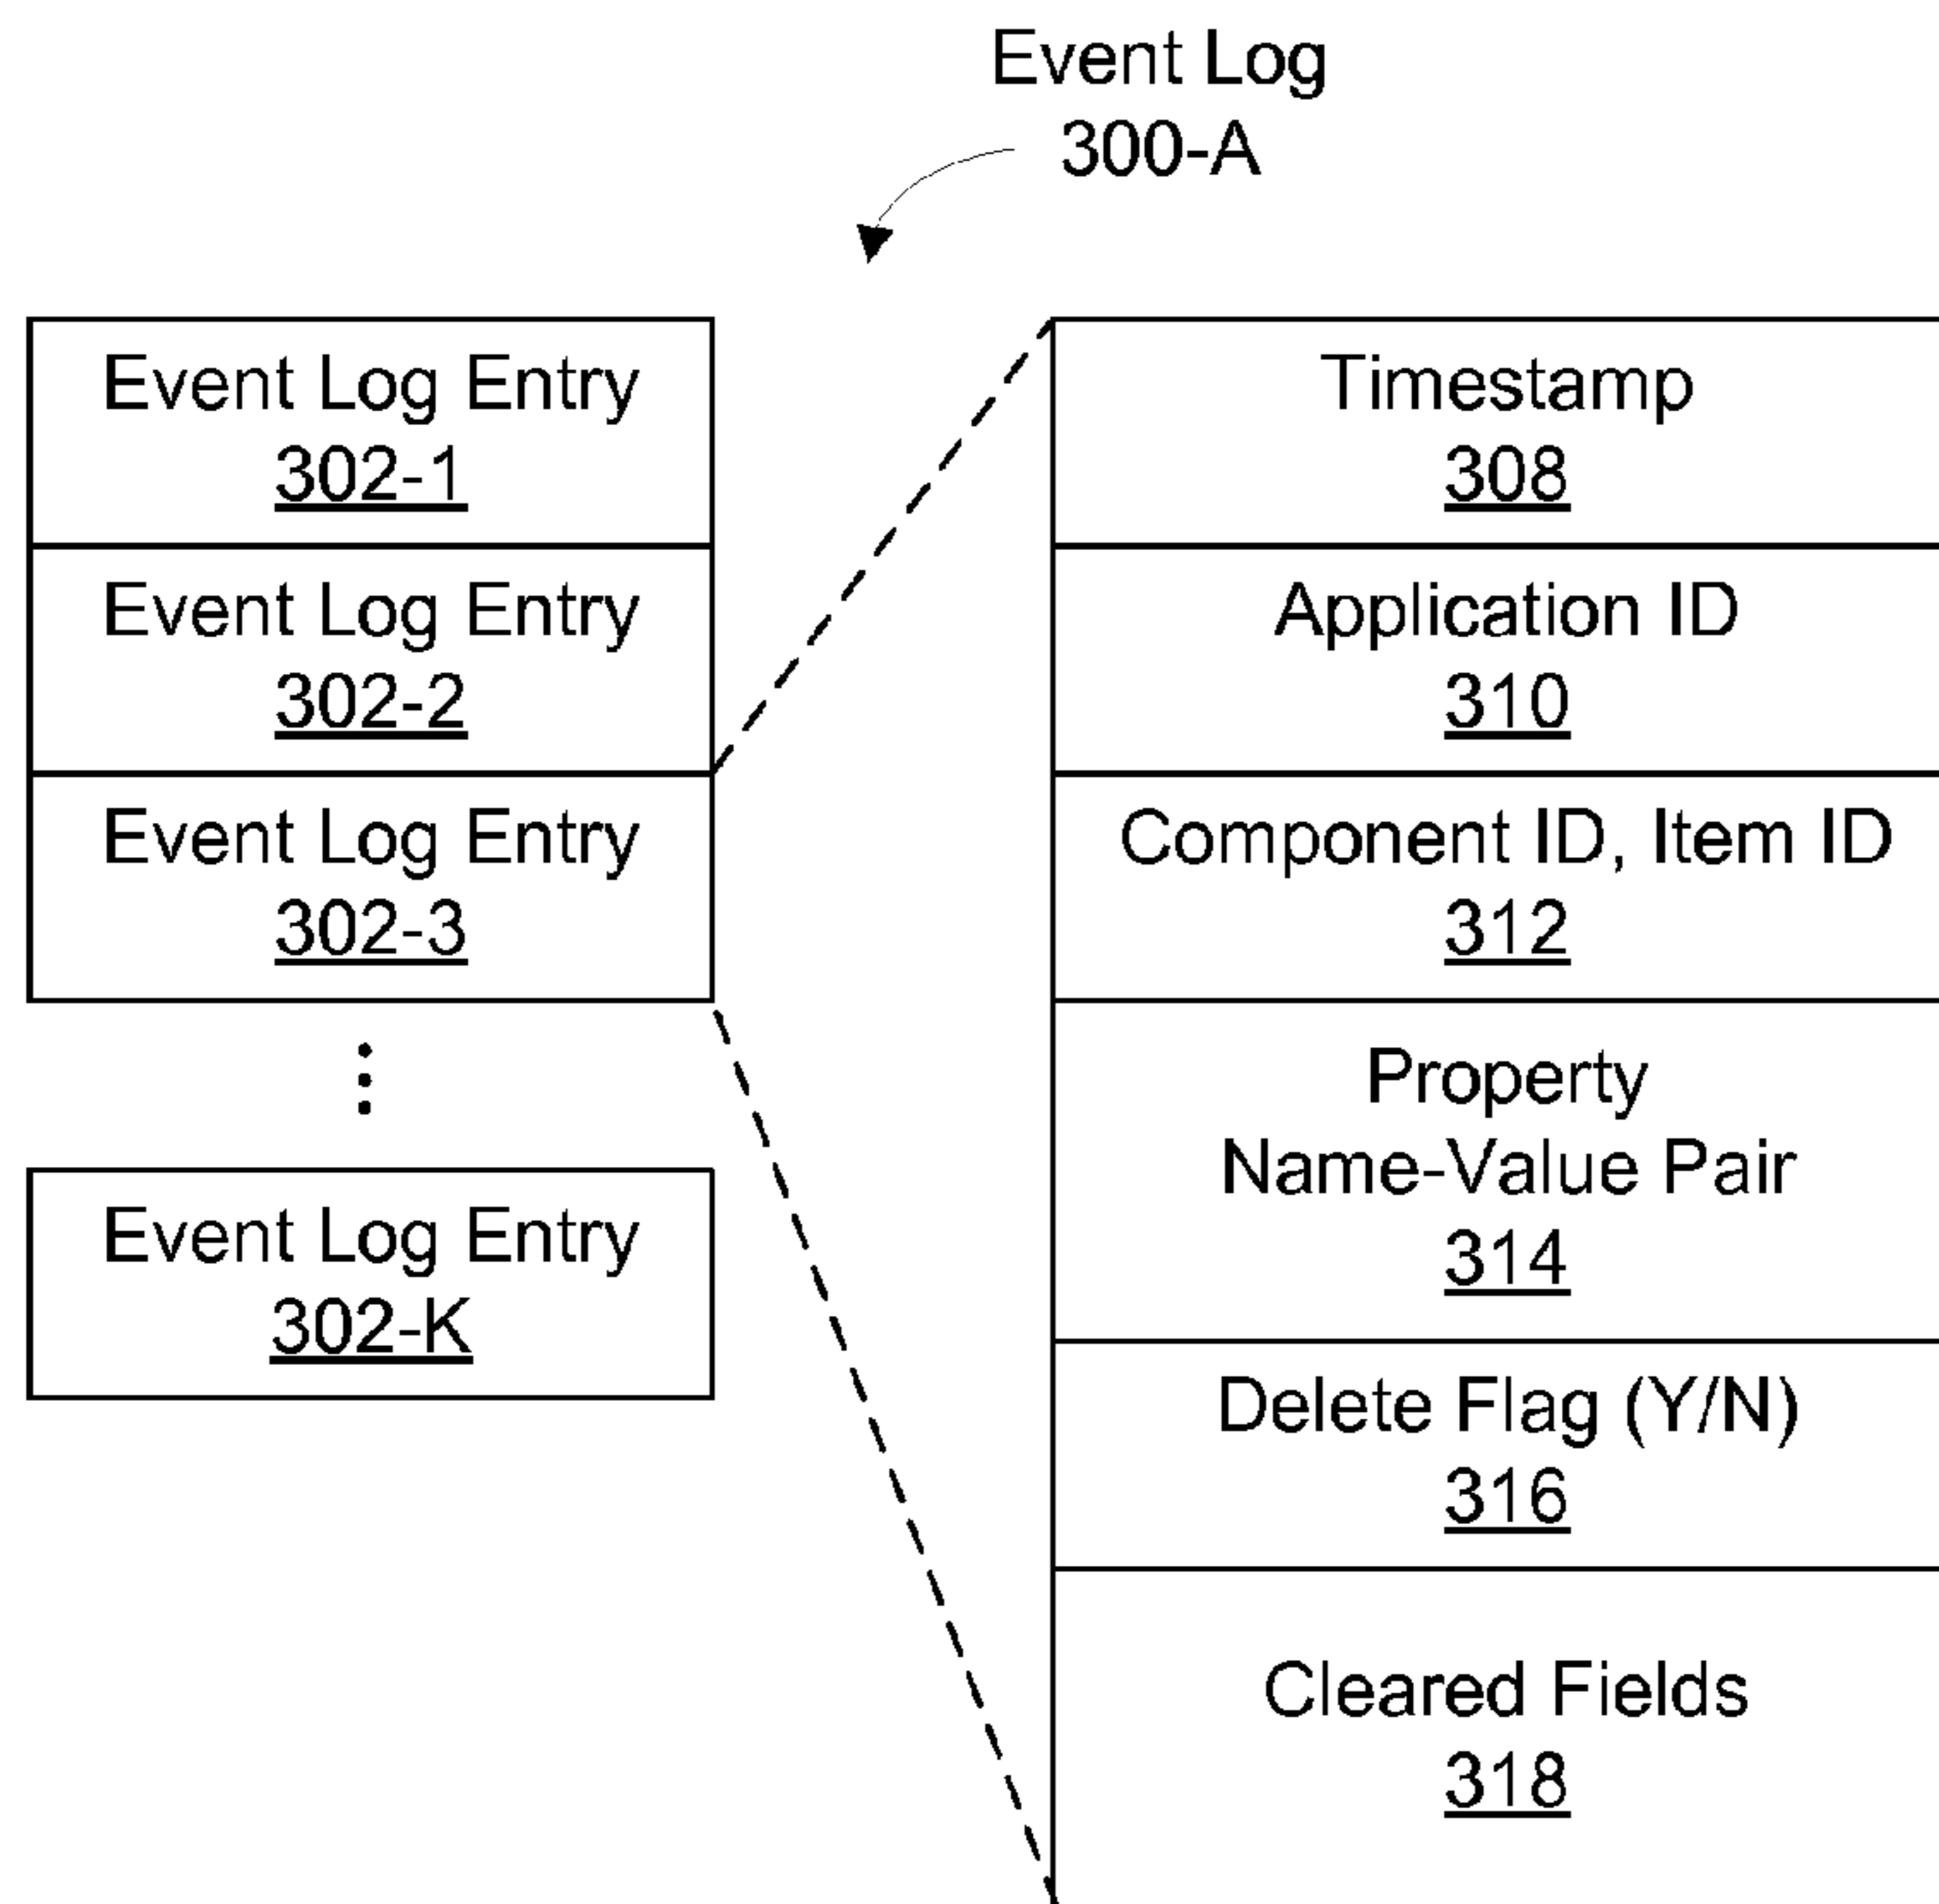 Event Log
300-A
Event Log Entry
302-1
Event Log Entry
302-2
Event Log Entry
302-3
Event Log Entry
302-K
Timestamp
308
Application ID
310
Component ID, Item ID
312
Property
Name-Value Pair
314
Delete Flag (Y/N)
316
Cleared Fields
318